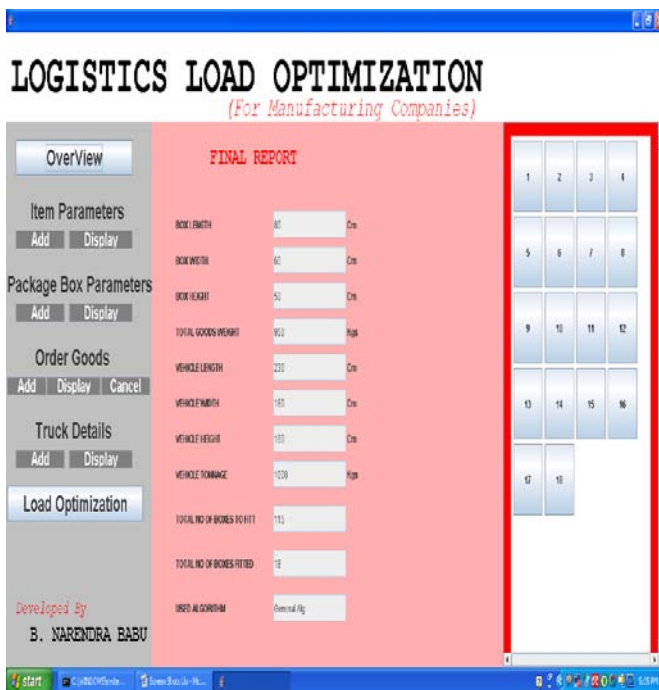 LOGISTICS LOAD OPTIMIZATION
(For Manufacturing Companies)
OverView
Item Parameters
Add Display
Package Box Parameters
Add Display
Order Goods
Add Display Cancel
Truck Details
Add Display
Load Optimization
Developed By
B. NARENDRA BABU
FINAL REPORT
BOX LENGTH Cm
BOX WIDTH 60 Cm
BOX HEIGHT 50 Cm
TOTAL GOODS WEIGHT Kgs
VEHICLE LENGTH 230 Cm
VEHICLE WIDTH Cm
VEHICLE HEIGHT Cm
VEHICLE TONNAGE 1000 Kgs
TOTAL NO OF BOXES TO FIT 115
TOTAL NO OF BOXES FITTED 18
USED ALGORITHM General Alg
1 2 3 4
5 6 7 8
9 10 11 12
13 14 15 16
17 18
start